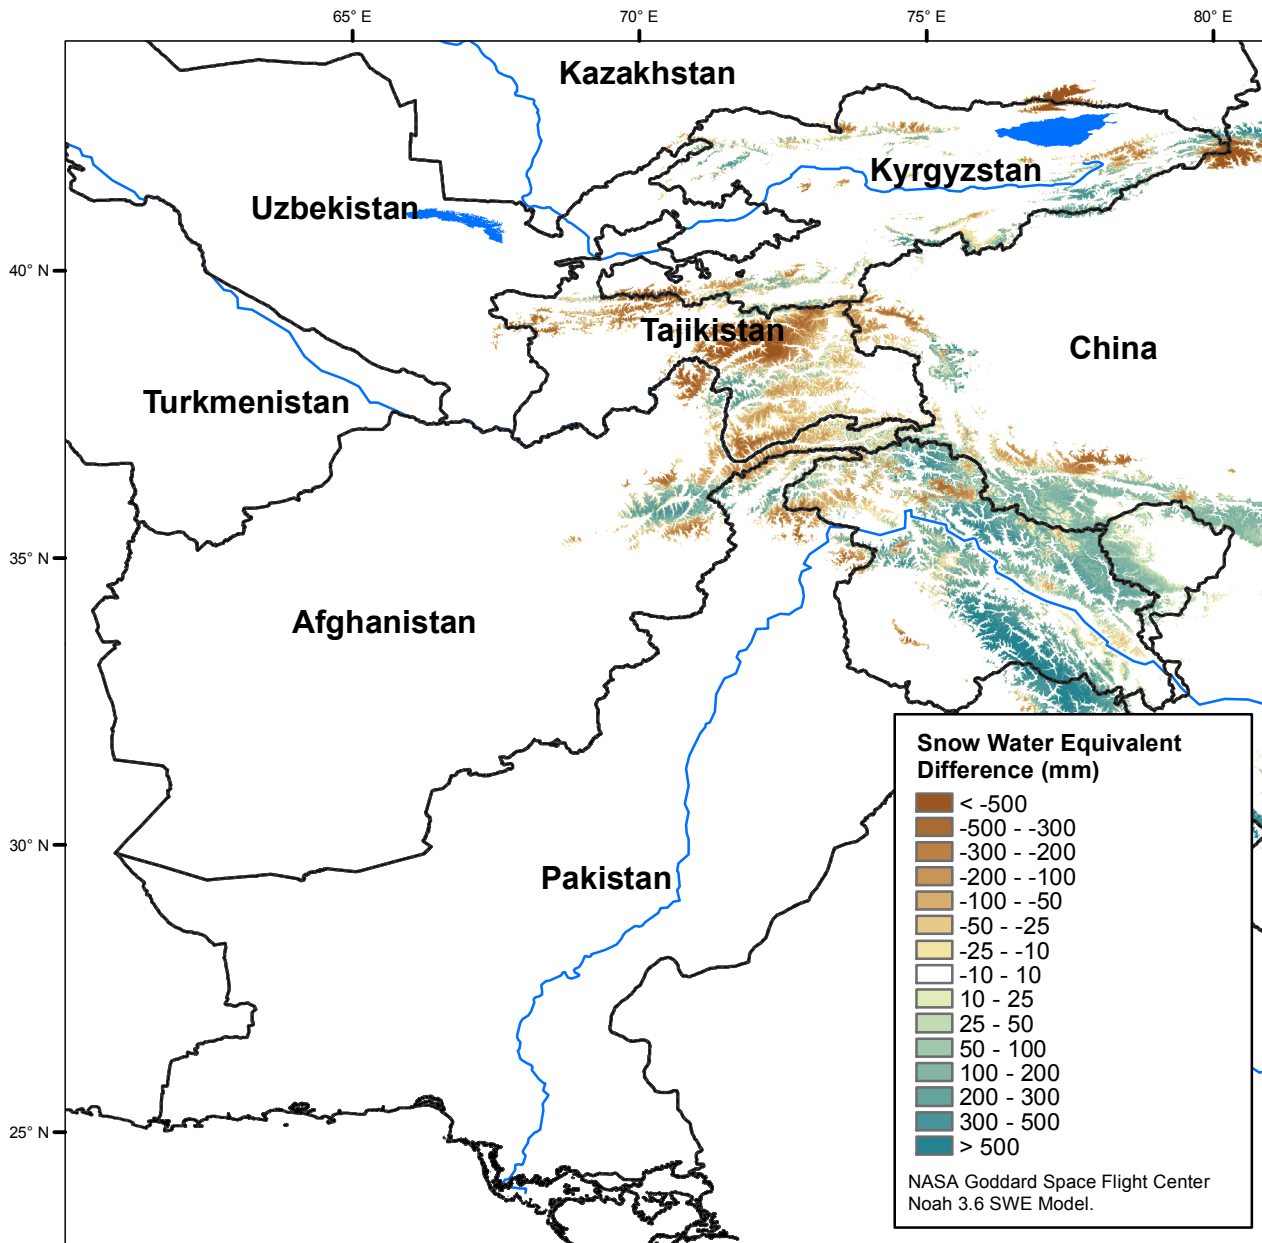 65° E
70° E
75° E
80° E
Kazakhstan
Kyrgyzstan
Uzbekistan
40° N
Tajikistan
China
Turkmenistan
35° N
Afghanistan
30° N
Pakistan
25° N
Snow Water Equivalent
Difference (mm)
< -500
-500 - -300
-300 - -200
-200 - -100
-100 - -50
-50 - -25
-25 - -10
-10 - 10
10 - 25
25 - 50
50 - 100
100 - 200
200 - 300
300 - 500
> 500
NASA Goddard Space Flight Center
Noah 3.6 SWE Model.